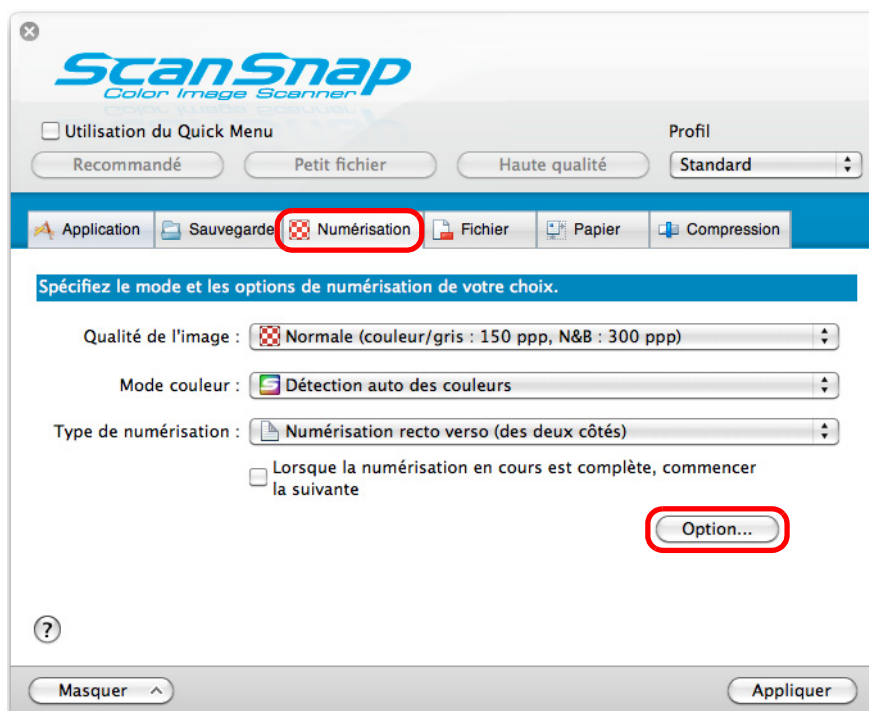 ScanSnap
Color Image Scanner
Utilisation du Quick Menu
Profil
Recommandé
Petit fichier
Haute qualité
Standard
Application
Sauvegarde
Numérisation
Fichier
Papier
Compression
Spécifiez le mode et les options de numérisation de votre choix.
Qualité de l'image : Normale (couleur/gris : 150 ppp, N&B : 300 ppp)
Mode couleur : Détection auto des couleurs
Type de numérisation : Numérisation recto verso (des deux côtés)
Lorsque la numérisation en cours est complète, commencer
la suivante
Option...
?
Masquer
Appliquer